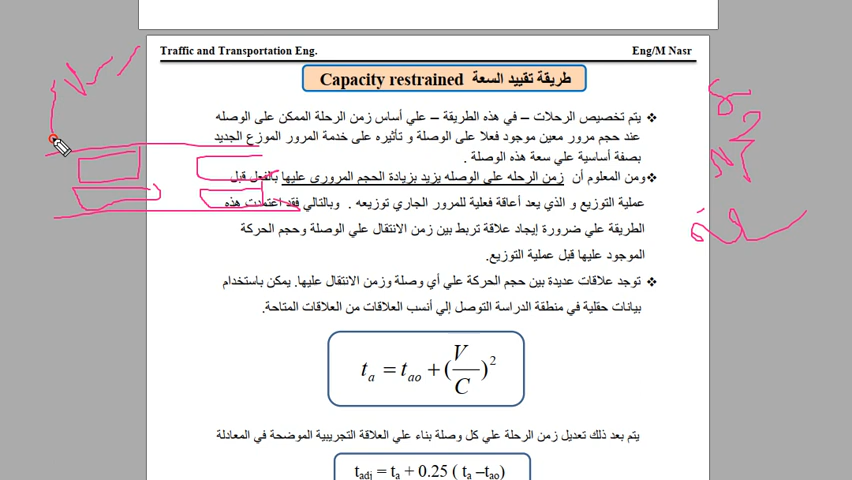 Traffic and Transportation Eng. Eng/M Nasr
طريقة تقييد السعة Capacity restrained
❖ يتم تخصيص الرحلات – في هذة الطريقة – علي أساس زمن الرحلة الممكن على الوصله
عند حجم مرور معين موجود فعلا على الوصلة و تأثيره على خدمة المرور الموزع الجديد
بصفة أساسية علي سعة هذه الوصلة .
❖ ومن المعلوم أن زمن الرحله علي الوصله يزيد بزيادة الحجم المرورى عليها بالفعل قبل
عملية التوزيع و الذي يعد أعاقة فعلية للمرور الجاري توزيعه . وبالتالي فقد اعتمدت هذه
الطريقة علي ضرورة إيجاد علاقة تربط بين زمن الانتقال علي الوصلة وحجم الحركة
الموجود عليها قبل عملية التوزيع.
❖ توجد علاقات عديدة بين حجم الحركة علي أي وصلة وزمن الانتقال عليها. يمكن باستخدام
بيانات حقلية في منطقة الدراسة التوصل إلي أنسب العلاقات من العلاقات المتاحة.
t_a = t_ao + (V/C)^2
يتم بعد ذلك تعديل زمن الرحلة علي كل وصلة بناء علي العلاقة التجريبية الموضحة في المعادلة
t_adj = t_a + 0.25 ( t_a – t_ao)